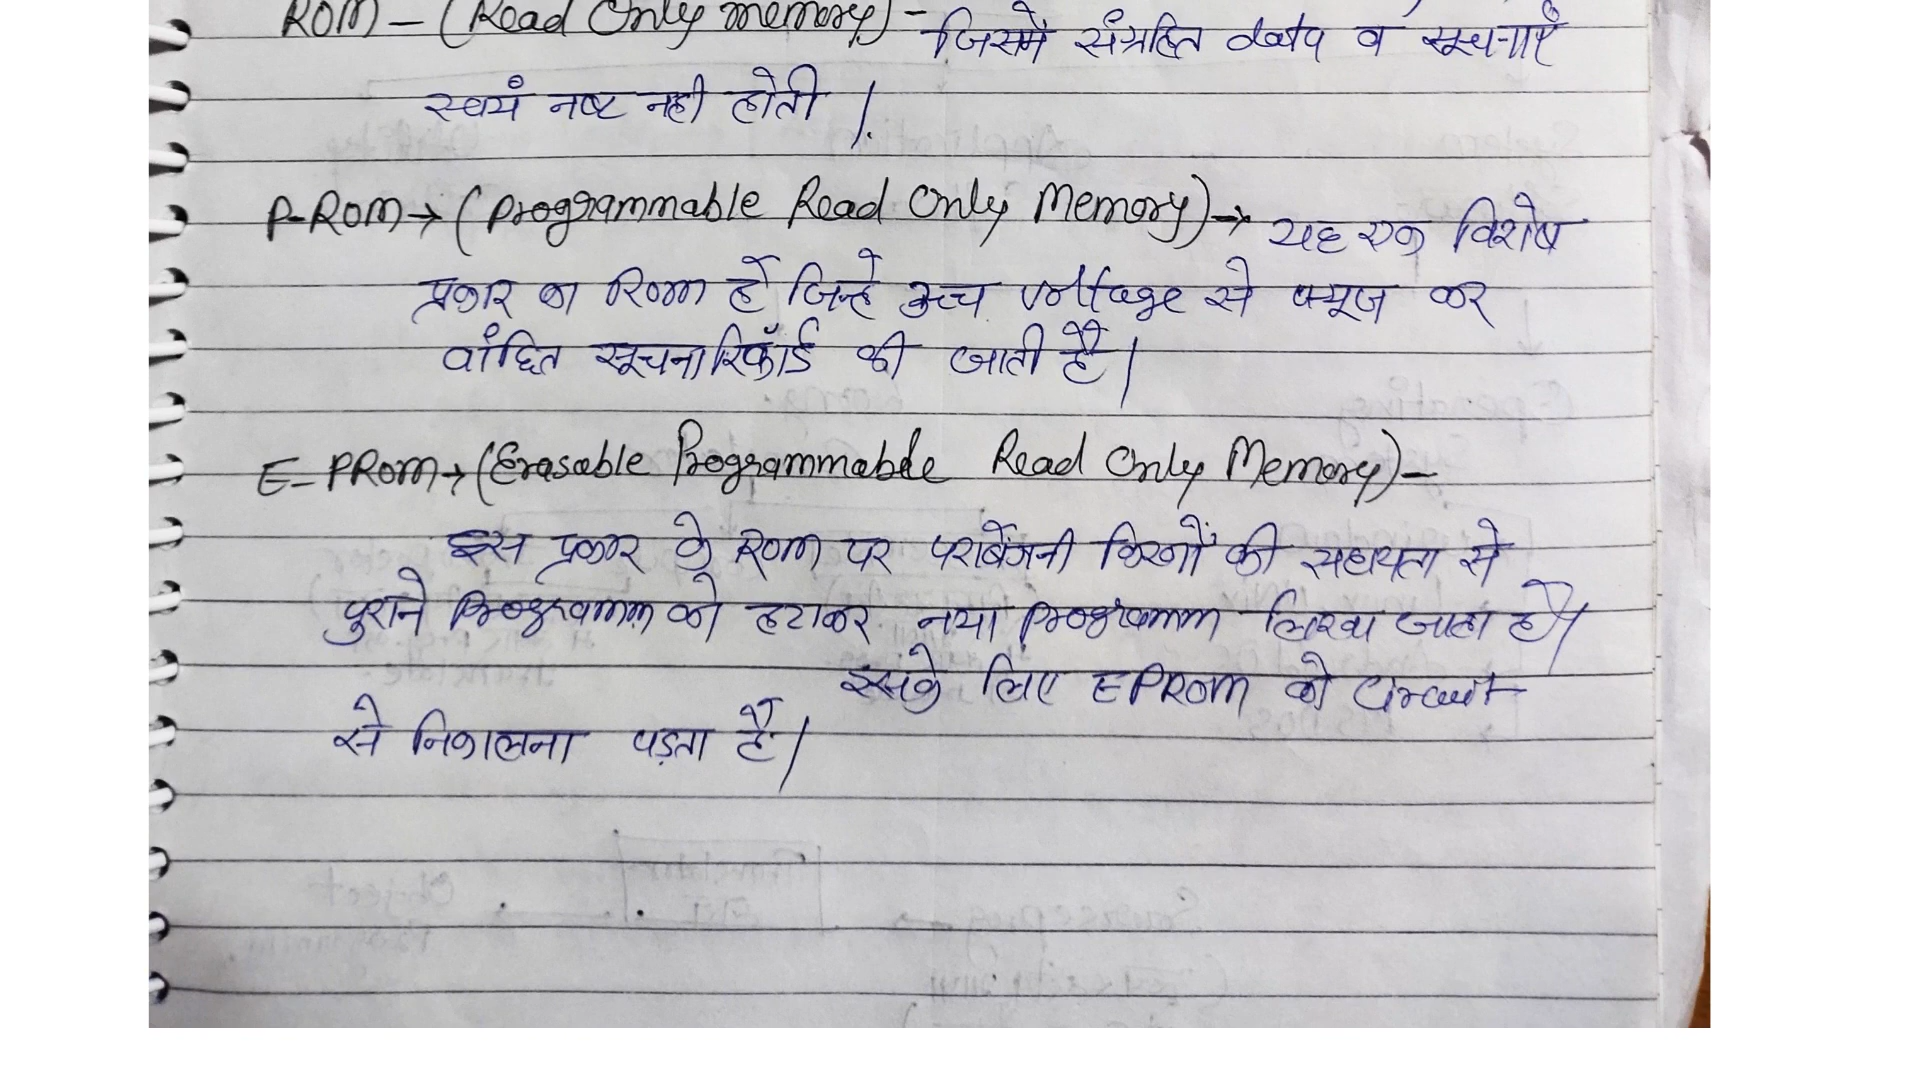 ROM – (Read Only memory) – जिसमें संग्रहित data व सूचनाएँ
स्वयं नष्ट नही होती |
P-ROM → (Programmable Read Only Memory) → यह एक विशेष
प्रकार का Rom हैं जिन्हे उच्च voltage से फ्यूज कर
वांछित सूचना रिकॉर्ड की जाती है |
E- PROM → (Erasable Programmable Read Only Memory) –
इस प्रकार के ROM पर पराबैंगनी किरणों की सहायता से
पुराने Programm को हटाकर नया Programm लिखा जाता है |
इसके लिए EPROM को Circuit
से निकालना पड़ता है |